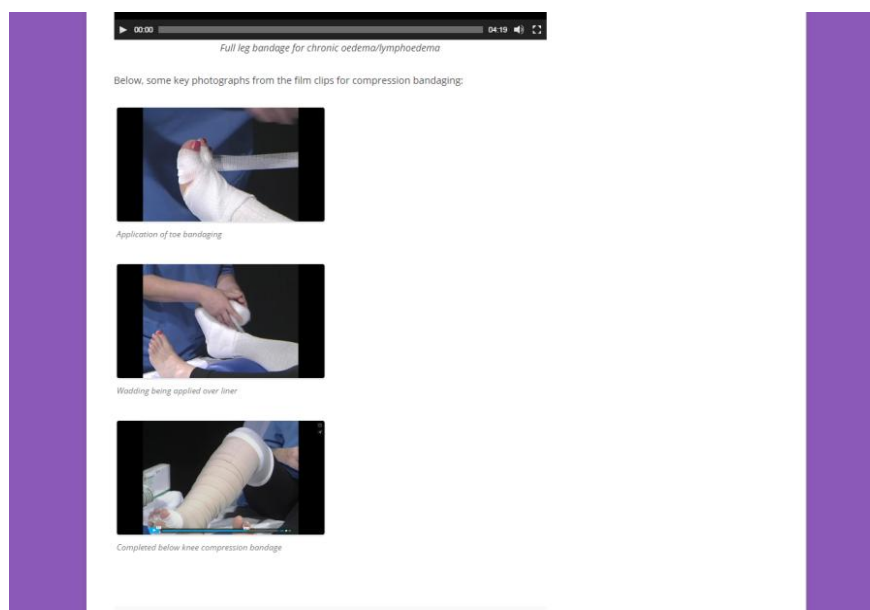 00:00
04:19
Full leg bandage for chronic oedema/lymphoedema
Below, some key photographs from the film clips for compression bandaging:
Application of toe bandaging
Wadding being applied over liner
Completed below knee compression bandage